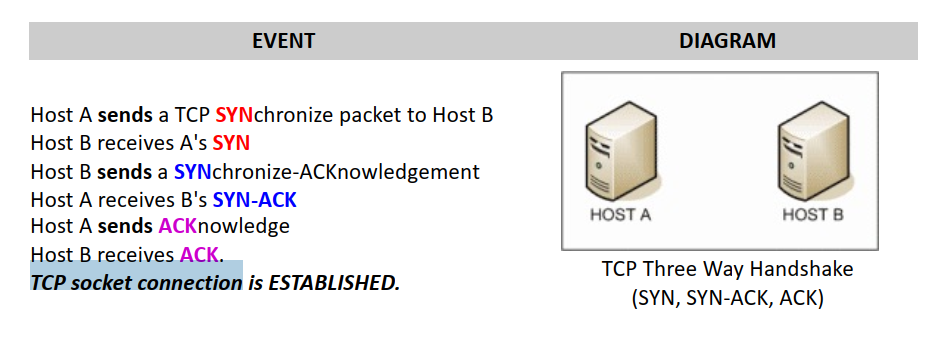 EVENT
DIAGRAM
Host A sends a TCP SYNchronize packet to Host B
Host B receives A's SYN
Host B sends a SYNchronize-ACKnowledgement
Host A receives B's SYN-ACK
Host A sends ACKnowledge
Host B receives ACK.
TCP socket connection is ESTABLISHED.
HOST A
HOST B
TCP Three Way Handshake
(SYN, SYN-ACK, ACK)